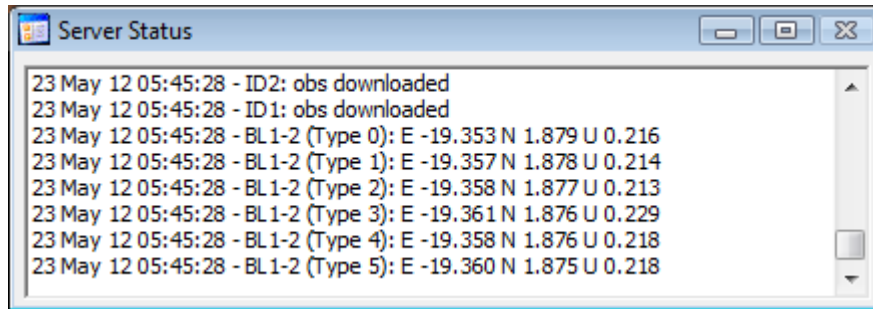 Server Status
23 May 12 05:45:28 - ID2: obs downloaded
23 May 12 05:45:28 - ID1: obs downloaded
23 May 12 05:45:28 - BL1-2 (Type 0): E -19.353 N 1.879 U 0.216
23 May 12 05:45:28 - BL1-2 (Type 1): E -19.357 N 1.878 U 0.214
23 May 12 05:45:28 - BL1-2 (Type 2): E -19.358 N 1.877 U 0.213
23 May 12 05:45:28 - BL1-2 (Type 3): E -19.361 N 1.876 U 0.229
23 May 12 05:45:28 - BL1-2 (Type 4): E -19.358 N 1.876 U 0.218
23 May 12 05:45:28 - BL1-2 (Type 5): E -19.360 N 1.875 U 0.218